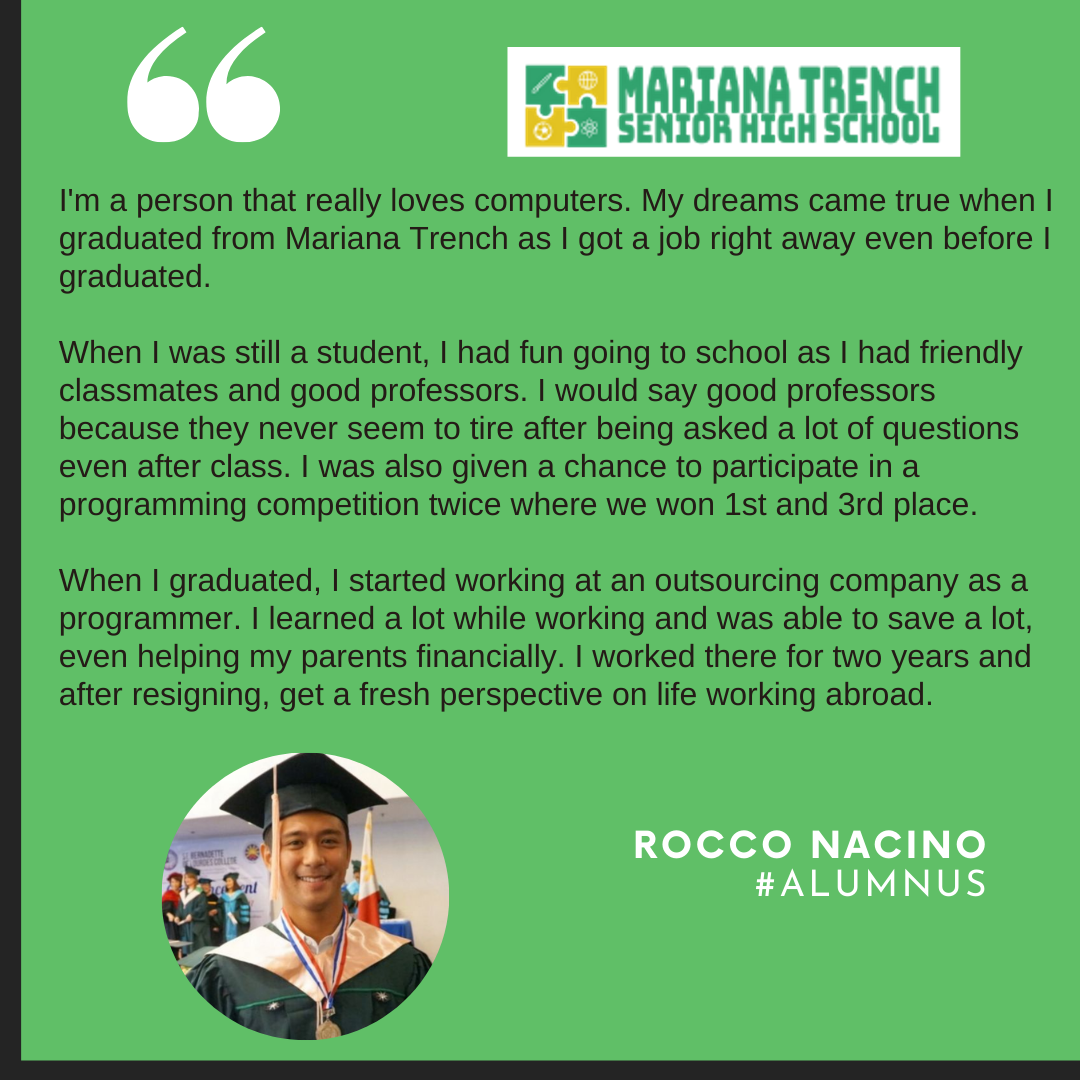 MARIANA TRENCH
SENIOR HIGH SCHOOL
I'm a person that really loves computers. My dreams came true when I
graduated from Mariana Trench as I got a job right away even before I
graduated.
When I was still a student, I had fun going to school as I had friendly
classmates and good professors. I would say good professors
because they never seem to tire after being asked a lot of questions
even after class. I was also given a chance to participate in a
programming competition twice where we won 1st and 3rd place.
When I graduated, I started working at an outsourcing company as a
programmer. I learned a lot while working and was able to save a lot,
even helping my parents financially. I worked there for two years and
after resigning, get a fresh perspective on life working abroad.
BERNADETTE
COLLEGE
ROCCO NACINO
#ALUMNUS